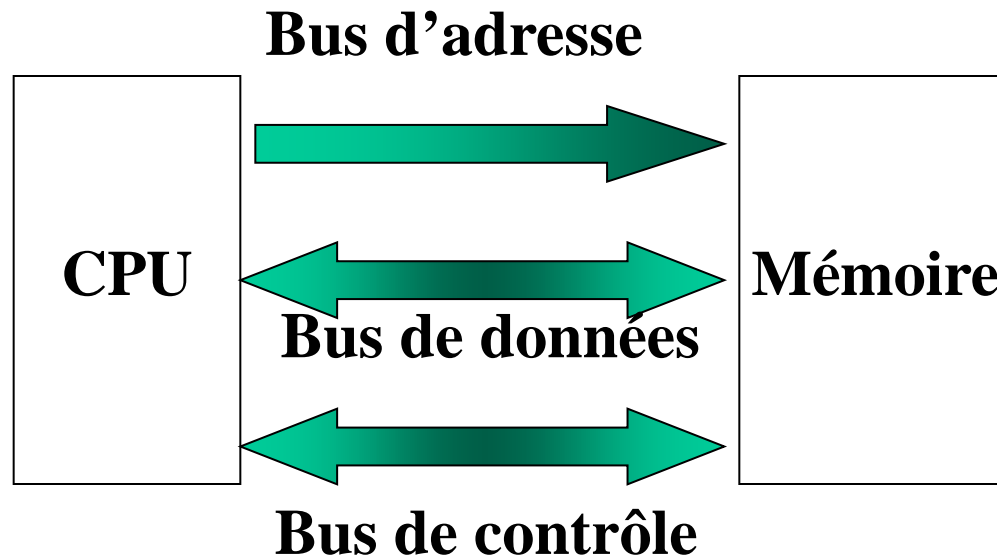 Bus d’adresse
CPU
Mémoire
Bus de données
Bus de contrôle